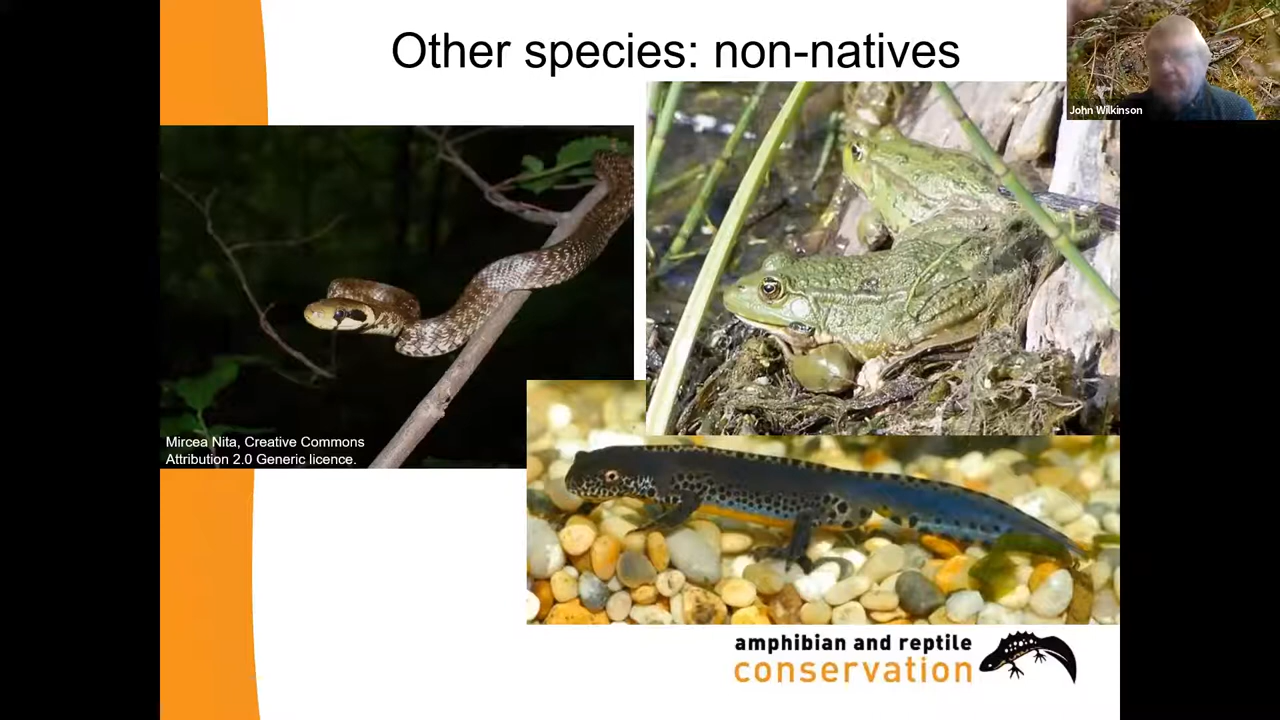 Other species: non-natives
John Wilkinson
Mircea Nita, Creative Commons
Attribution 2.0 Generic licence.
amphibian and reptile
conservation